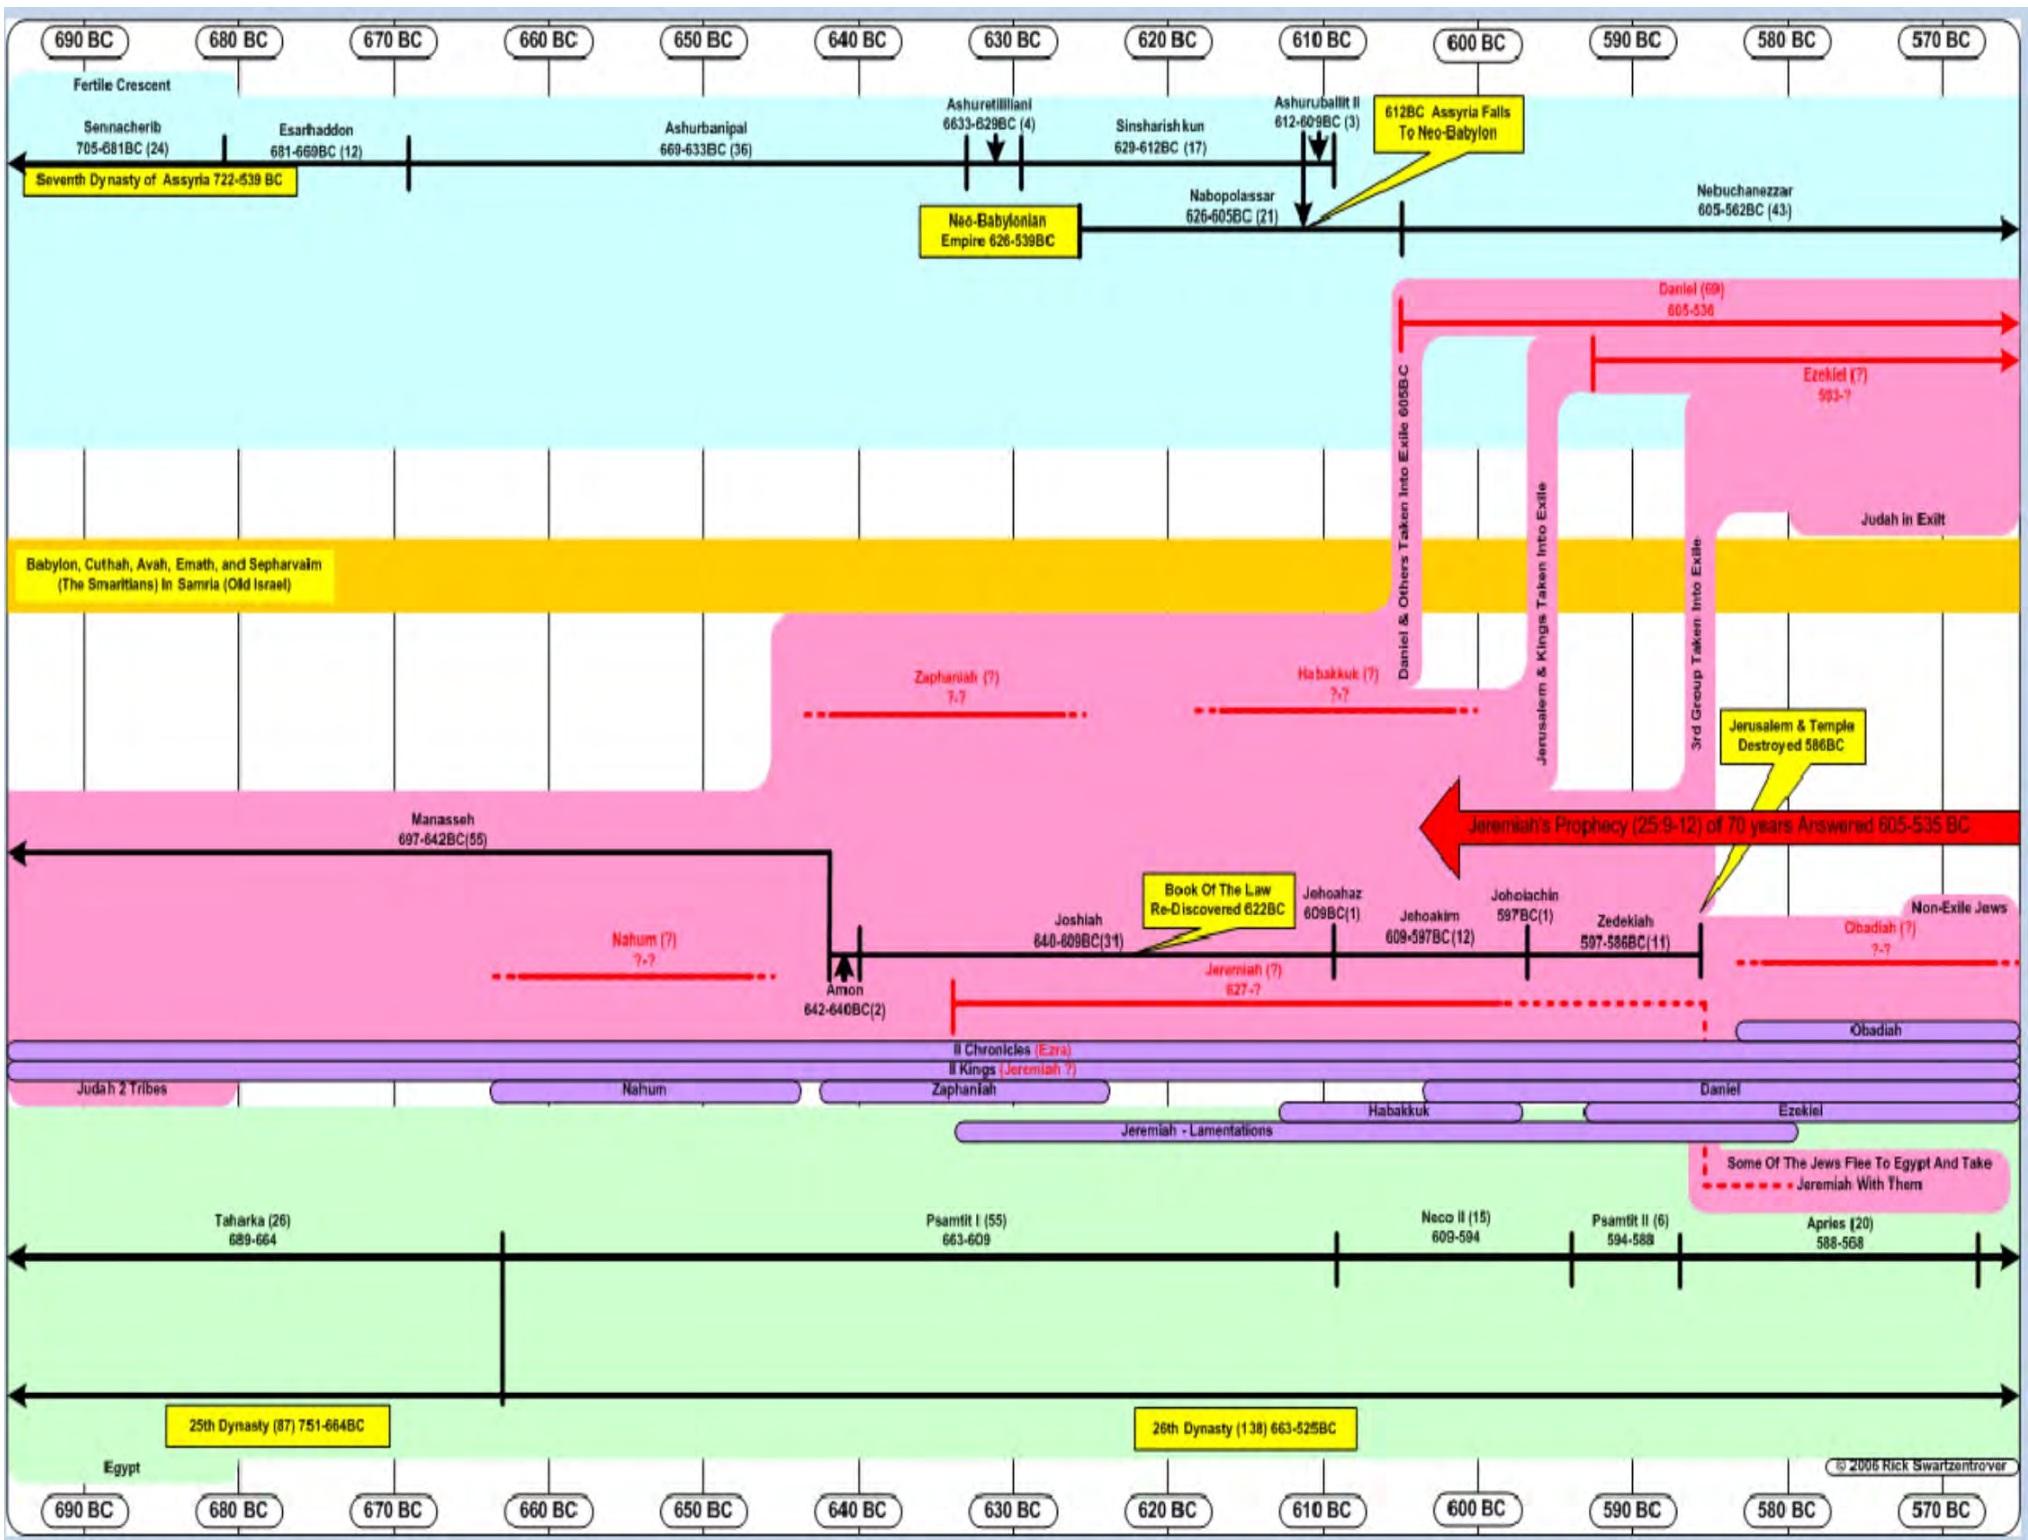 690 BC 680 BC 670 BC 660 BC 650 BC 640 BC 630 BC 620 BC 610 BC 600 BC 590 BC 580 BC 570 BC
Fertile Crescent
Sennacherib
705-681BC (24)
Esarhaddon
681-669BC (12)
Ashurbanipal
669-633BC (36)
Ashuretililiani
6633-629BC (4)
Sinsharishkun
629-612BC (17)
Ashuruballit II
612-609BC (3)
612BC Assyria Falls
To Neo-Babylon
Seventh Dynasty of Assyria 722-539 BC
Neo-Babylonian
Empire 626-539BC
Nabopolassar
626-605BC (21)
Nebuchanezzar
605-562BC (43)
Daniel (69)
605-536
Ezekiel (?)
593-?
Daniel & Others Taken Into Exile 605BC
Jerusalem & Kings Taken Into Exile
3rd Group Taken Into Exile
Judah in Exilt
Babylon, Cuthah, Avah, Emath, and Sepharvaim
(The Smaritians) In Samria (Old Israel)
Zaphaniah (?)
?-?
Habakkuk (?)
?-?
Jerusalem & Temple
Destroyed 586BC
Jeremiah's Prophecy (25:9-12) of 70 years Answered 605-535 BC
Manasseh
697-642BC(55)
Book Of The Law
Re-Discovered 622BC
Joshiah
640-609BC(31)
Jehoahaz
609BC(1)
Jehoakim
609-597BC(12)
Joholachin
597BC(1)
Zedekiah
597-586BC(11)
Non-Exile Jews
Obadiah (?)
?-?
Nahum (?)
?-?
Amon
642-640BC(2)
Jeremiah (?)
627-?
Obadiah
II Chronicles (Ezra)
II Kings (Jeremiah ?)
Judah 2 Tribes
Nahum
Zaphaniah
Daniel
Habakkuk
Ezekiel
Jeremiah - Lamentations
Some Of The Jews Flee To Egypt And Take
Jeremiah With Them
Taharka (26)
689-664
Psamtit I (55)
663-609
Neco II (15)
609-594
Psamtit II (6)
594-588
Apries (20)
588-568
25th Dynasty (87) 751-664BC
26th Dynasty (138) 663-525BC
Egypt
© 2006 Rick Swartzentrover
690 BC 680 BC 670 BC 660 BC 650 BC 640 BC 630 BC 620 BC 610 BC 600 BC 590 BC 580 BC 570 BC